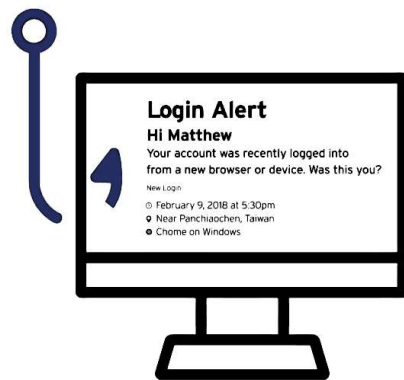 Login Alert
Hi Matthew
Your account was recently logged into
from a new browser or device. Was this you?
New Login
February 9, 2018 at 5:30pm
Near Panchiaochen, Taiwan
Chome on Windows